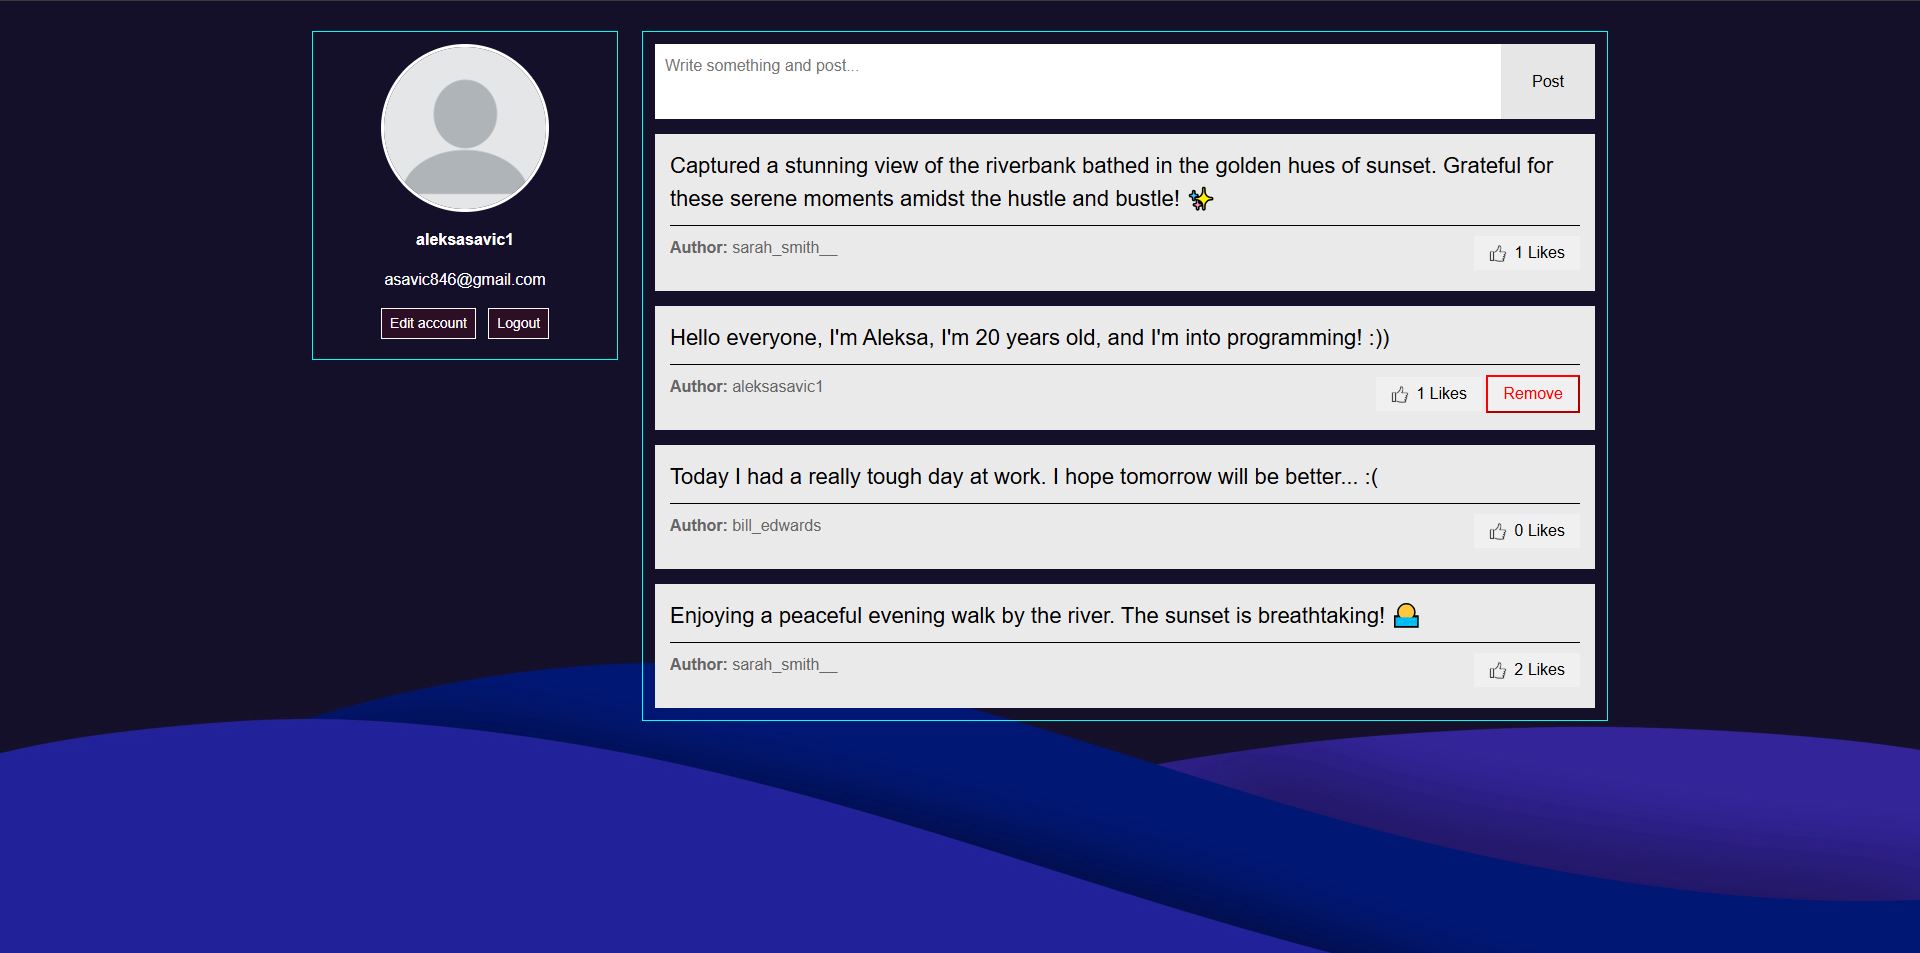 aleksasavic1
asavic846@gmail.com
Edit account
Logout
Write something and post...
Post
Captured a stunning view of the riverbank bathed in the golden hues of sunset. Grateful for
these serene moments amidst the hustle and bustle! ✨
Author: sarah_smith__
1 Likes
Hello everyone, I'm Aleksa, I'm 20 years old, and I'm into programming! :))
Author: aleksasavic1
1 Likes
Remove
Today I had a really tough day at work. I hope tomorrow will be better... :(
Author: bill_edwards
0 Likes
Enjoying a peaceful evening walk by the river. The sunset is breathtaking!
Author: sarah_smith__
2 Likes